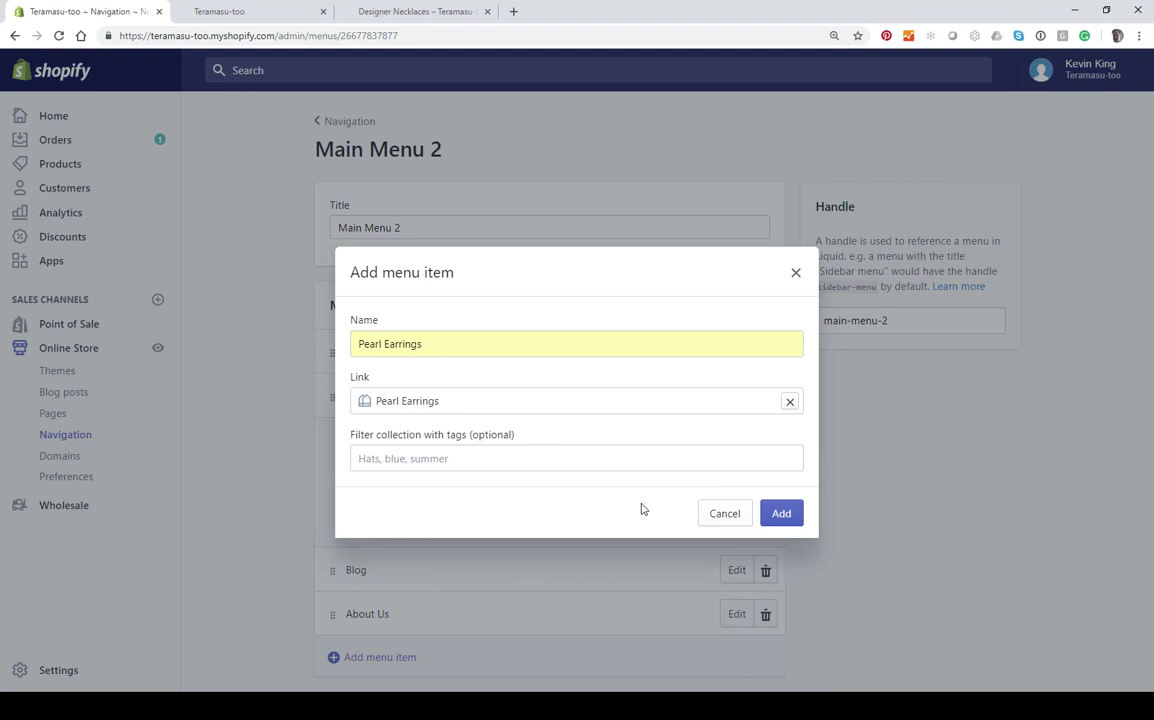 Teramasu-too ~ Navigation ~ Ne
Teramasu-too
Designer Necklaces – Teramasu-t
https://teramasu-too.myshopify.com/admin/menus/26677837877
shopify
Search
Kevin King
Teramasu-too
Home
Orders
1
Products
Customers
Analytics
Discounts
Apps
SALES CHANNELS
Point of Sale
Online Store
Themes
Blog posts
Pages
Navigation
Domains
Preferences
Wholesale
Settings
Navigation
Main Menu 2
Title
Main Menu 2
Handle
A handle is used to reference a menu in
Liquid. e.g. a menu with the title
"Sidebar menu" would have the handle
sidebar-menu by default. Learn more
main-menu-2
Add menu item
Name
Pearl Earrings
Link
Pearl Earrings
Filter collection with tags (optional)
Hats, blue, summer
Cancel
Add
Blog
Edit
About Us
Edit
Add menu item